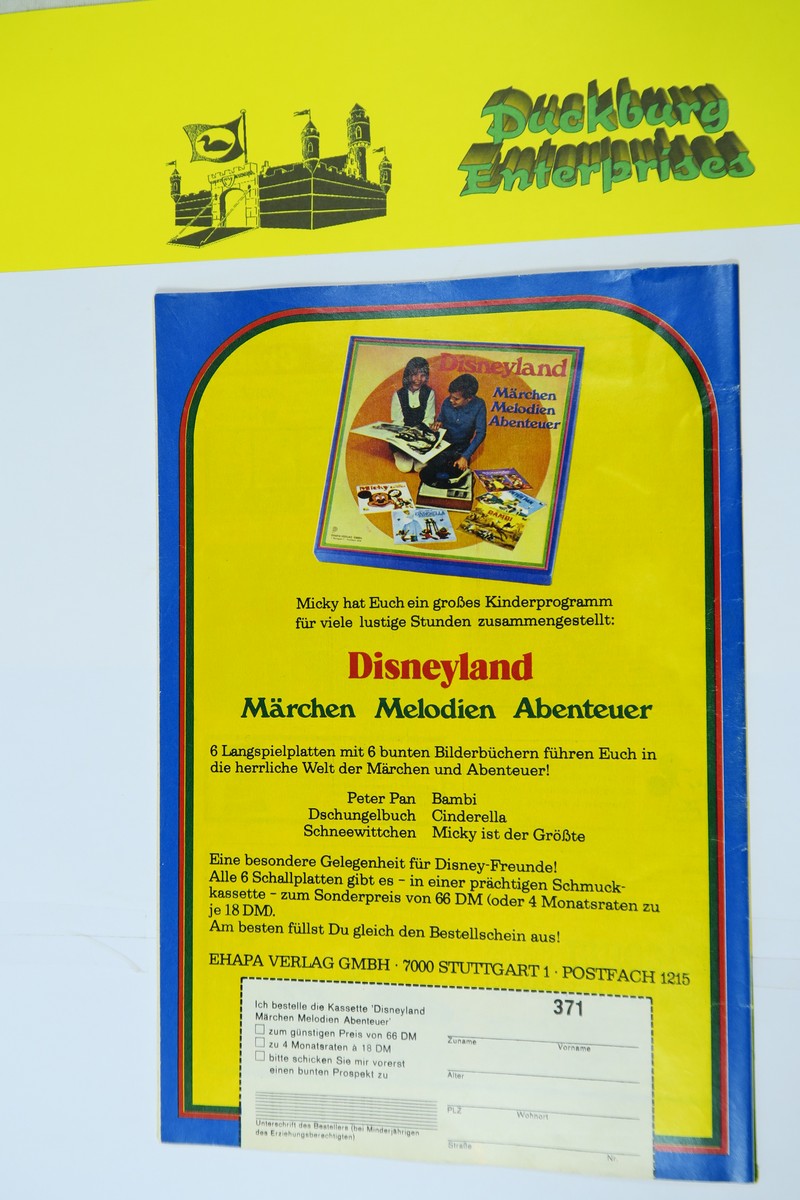 Duckburg
Enterprises
Disneyland
Märchen
Melodien
Abenteuer
Micky
CINDERELLA
BAMBI
Micky hat Euch ein großes Kinderprogramm
für viele lustige Stunden zusammengestellt:
Disneyland
Märchen Melodien Abenteuer
6 Langspielplatten mit 6 bunten Bilderbüchern führen Euch in
die herrliche Welt der Märchen und Abenteuer!
Peter Pan Bambi
Dschungelbuch Cinderella
Schneewittchen Micky ist der Größte
Eine besondere Gelegenheit für Disney-Freunde!
Alle 6 Schallplatten gibt es - in einer prächtigen Schmuck-
kassette - zum Sonderpreis von 66 DM (oder 4 Monatsraten zu
je 18 DM).
Am besten füllst Du gleich den Bestellschein aus!
EHAPA VERLAG GMBH · 7000 STUTTGART 1 · POSTFACH 1215
Ich bestelle die Kassette 'Disneyland
Märchen Melodien Abenteuer'
zum günstigen Preis von 66 DM
zu 4 Monatsraten à 18 DM
bitte schicken Sie mir vorerst
einen bunten Prospekt zu
Unterschrift des Bestellers (bei Minderjährigen
des Erziehungsberechtigten)
371
Zuname Vorname
Alter
PLZ Wohnort
Straße Nr.